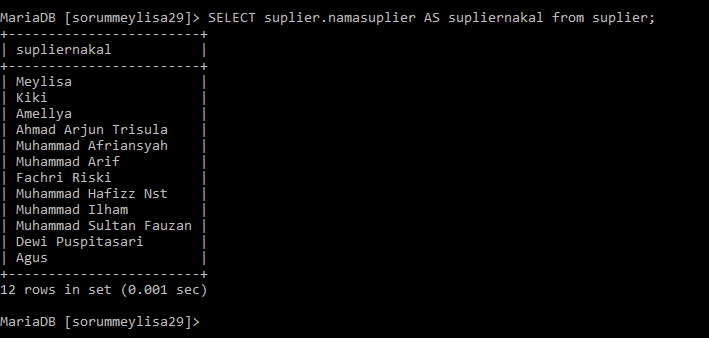 MariaDB [sorummeylisa29]> SELECT suplier.namasuplier AS supliernakal from suplier;
+------------------------+
| supliernakal           |
+------------------------+
| Meylisa                |
| Kiki                   |
| Amellya                |
| Ahmad Arjun Trisula    |
| Muhammad Afriansyah    |
| Muhammad Arif          |
| Fachri Riski           |
| Muhammad Hafizz Nst    |
| Muhammad Ilham         |
| Muhammad Sultan Fauzan |
| Dewi Puspitasari       |
| Agus                   |
+------------------------+
12 rows in set (0.001 sec)
MariaDB [sorummeylisa29]>